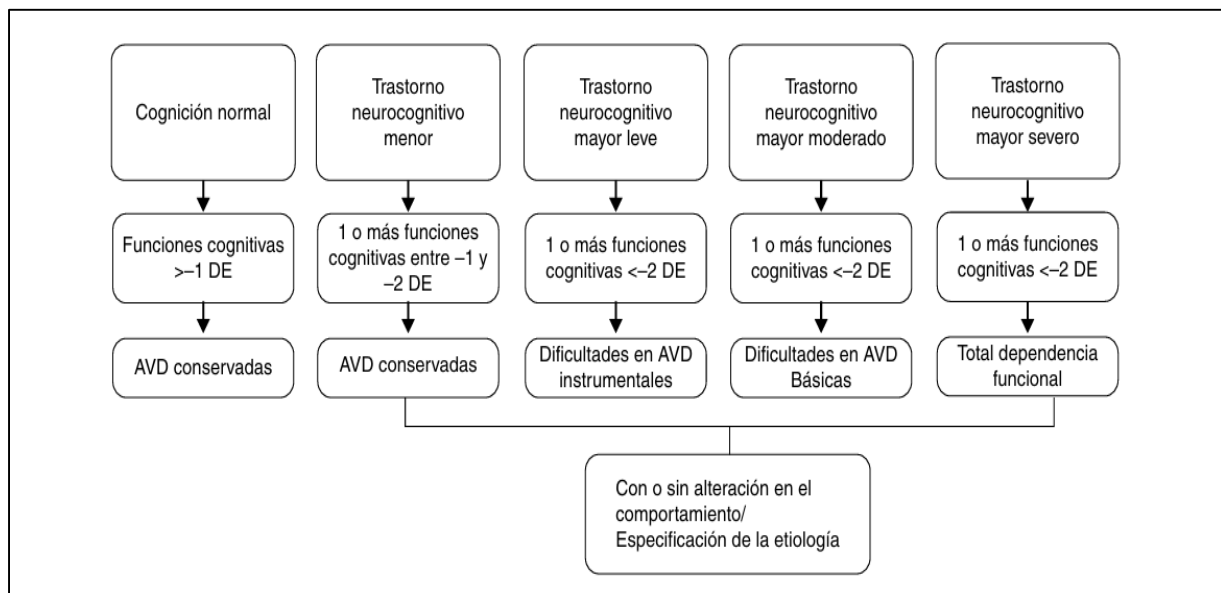 Cognición normal
Trastorno
neurocognitivo
menor
Trastorno
neurocognitivo
mayor leve
Trastorno
neurocognitivo
mayor moderado
Trastorno
neurocognitivo
mayor severo
Funciones cognitivas
>–1 DE
1 o más funciones
cognitivas entre –1 y
–2 DE
1 o más funciones
cognitivas <–2 DE
1 o más funciones
cognitivas <–2 DE
1 o más funciones
cognitivas <–2 DE
AVD conservadas
AVD conservadas
Dificultades en AVD
instrumentales
Dificultades en AVD
Básicas
Total dependencia
funcional
Con o sin alteración en el
comportamiento/
Especificación de la etiología